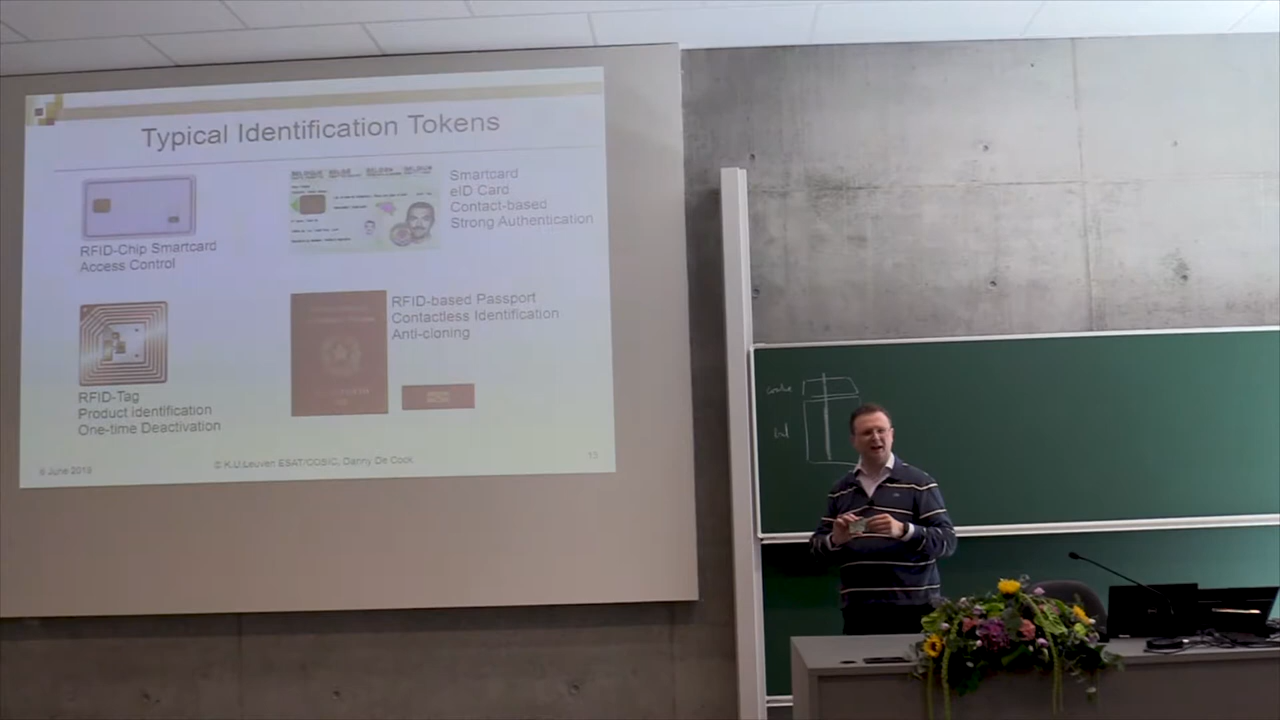 Typical Identification Tokens
RFID-Chip Smartcard
Access Control
Smartcard
eID Card
Contact-based
Strong Authentication
RFID-Tag
Product identification
One-time Deactivation
RFID-based Passport
Contactless Identification
Anti-cloning
6 June 2019
© K.U.Leuven ESAT/COSIC, Danny De Cock
13